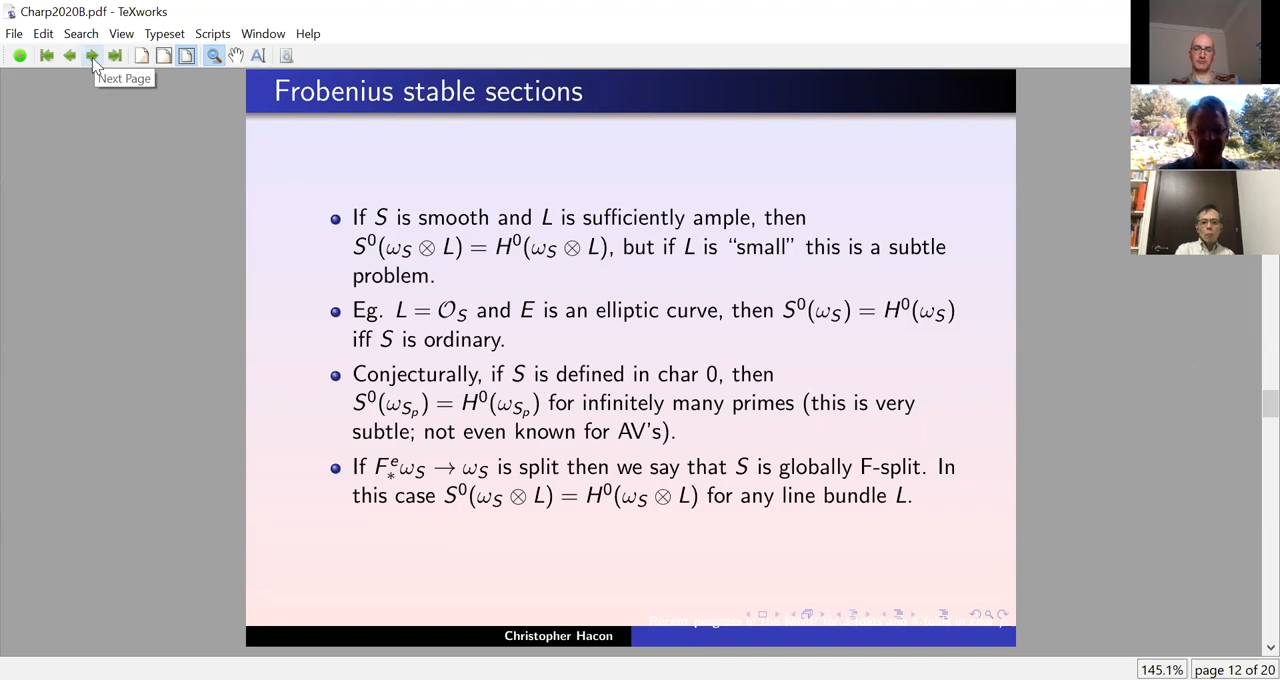 Charp2020B.pdf - TeXworks
File Edit Search View Typeset Scripts Window Help
Next Page
Frobenius stable sections
If S is smooth and L is sufficiently ample, then
S⁰(ω_S ⊗ L) = H⁰(ω_S ⊗ L), but if L is “small” this is a subtle
problem.
Eg. L = 𝒪_S and E is an elliptic curve, then S⁰(ω_S) = H⁰(ω_S)
iff S is ordinary.
Conjecturally, if S is defined in char 0, then
S⁰(ω_{S_p}) = H⁰(ω_{S_p}) for infinitely many primes (this is very
subtle; not even known for AV's).
If F^e_* ω_S → ω_S is split then we say that S is globally F-split. In
this case S⁰(ω_S ⊗ L) = H⁰(ω_S ⊗ L) for any line bundle L.
Christopher Hacon
145.1% page 12 of 20